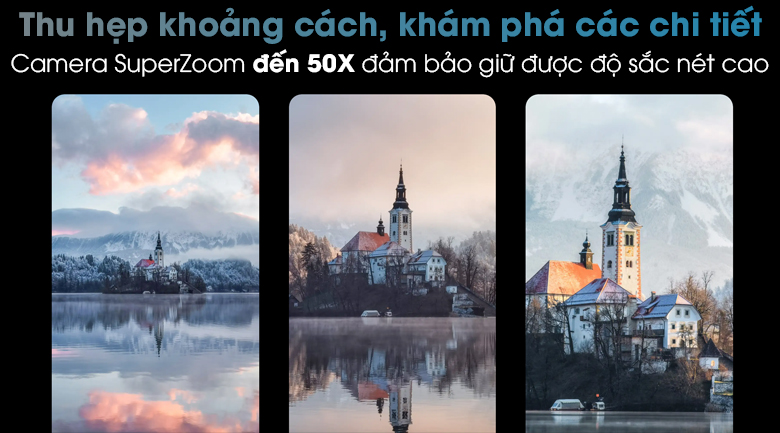 Thu hẹp khoảng cách, khám phá các chi tiết
Camera SuperZoom đến 50X đảm bảo giữ được độ sắc nét cao